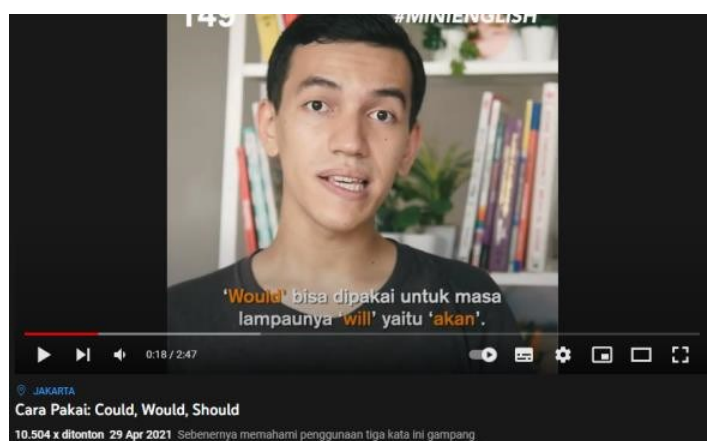 149 #MINIENGLISH
'Would' bisa dipakai untuk masa
lampaunya 'will' yaitu 'akan'.
0:18 / 2:47
JAKARTA
Cara Pakai: Could, Would, Should
10.504 x ditonton 29 Apr 2021 Sebenernya memahami penggunaan tiga kata ini gampang